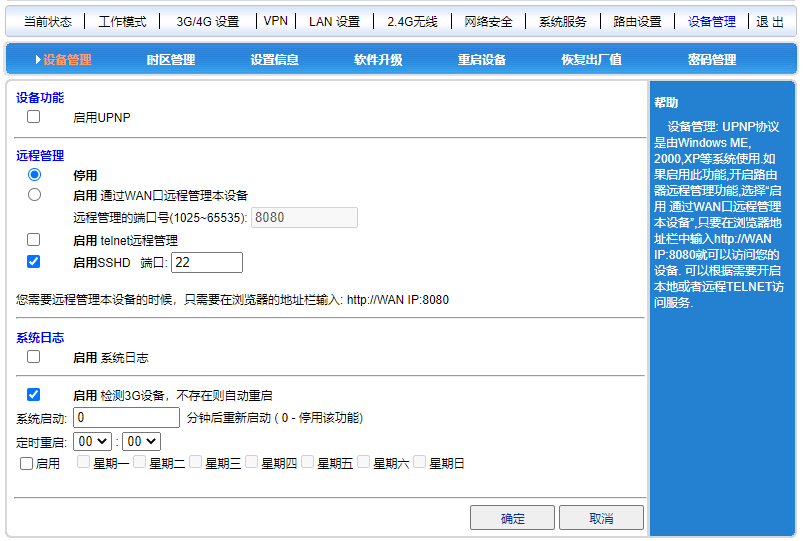 当前状态 工作模式 3G/4G 设置 VPN LAN 设置 2.4G无线 网络安全 系统服务 路由设置 设备管理 退 出
设备管理 时区管理 设置信息 软件升级 重启设备 恢复出厂值 密码管理
设备功能
启用UPNP
远程管理
停用
启用 通过WAN口远程管理本设备
远程管理的端口号(1025~65535): 8080
启用 telnet远程管理
启用SSHD 端口: 22
您需要远程管理本设备的时候，只需要在浏览器的地址栏输入: http://WAN IP:8080
系统日志
启用 系统日志
启用 检测3G设备，不存在则自动重启
系统启动: 0 分钟后重新启动 ( 0 - 停用该功能)
定时重启: 00 : 00
启用 星期一 星期二 星期三 星期四 星期五 星期六 星期日
确定 取消
帮助
设备管理: UPNP协议
是由Windows ME,
2000,XP等系统使用.如
果启用此功能,开启路由
器远程管理功能,选择“启
用 通过WAN口远程管理
本设备”,只要在浏览器地
址栏中输入http://WAN
IP:8080就可以访问您的
设备. 可以根据需要开启
本地或者远程TELNET访
问服务.